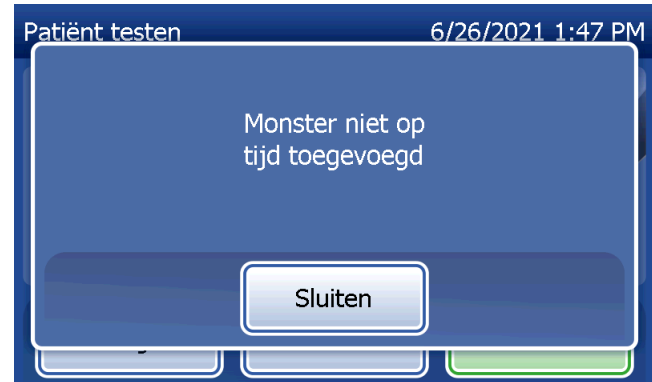 Patiënt testen 6/26/2021 1:47 PM
Monster niet op
tijd toegevoegd
Sluiten